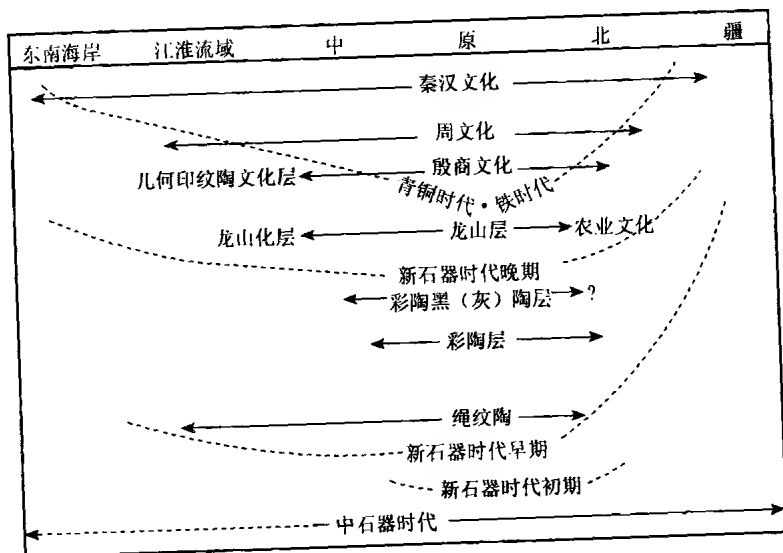 东南海岸 江淮流域 中 原 北 疆
秦汉文化
周文化
几何印纹陶文化层 殷商文化
青铜时代·铁时代
龙山化层 龙山层 农业文化
新石器时代晚期
彩陶黑（灰）陶层 ?
彩陶层
绳纹陶
新石器时代早期
新石器时代初期
中石器时代